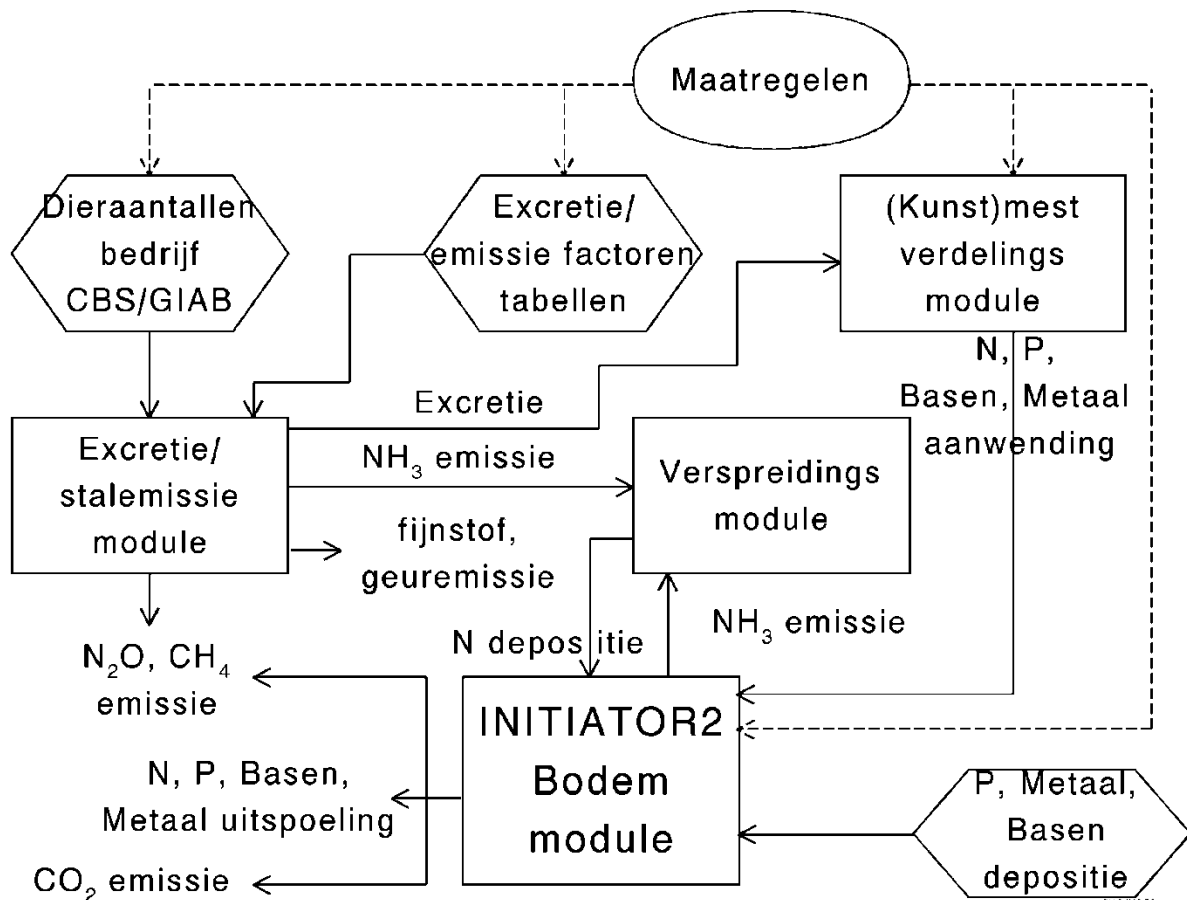 Maatregelen
Dieraantallen
bedrijf
CBS/GIAB
Excretie/
emissie factoren
tabellen
(Kunst)mest
verdelings
module
N, P,
Basen, Metaal
aanwending
Excretie/
stalemissie
module
Excretie
NH₃ emissie
fijnstof,
geuremissie
Verspreidings
module
N depositie
NH₃ emissie
N₂O, CH₄
emissie
N, P, Basen,
Metaal uitspoeling
CO₂ emissie
INITIATOR2
Bodem
module
P, Metaal,
Basen
depositie